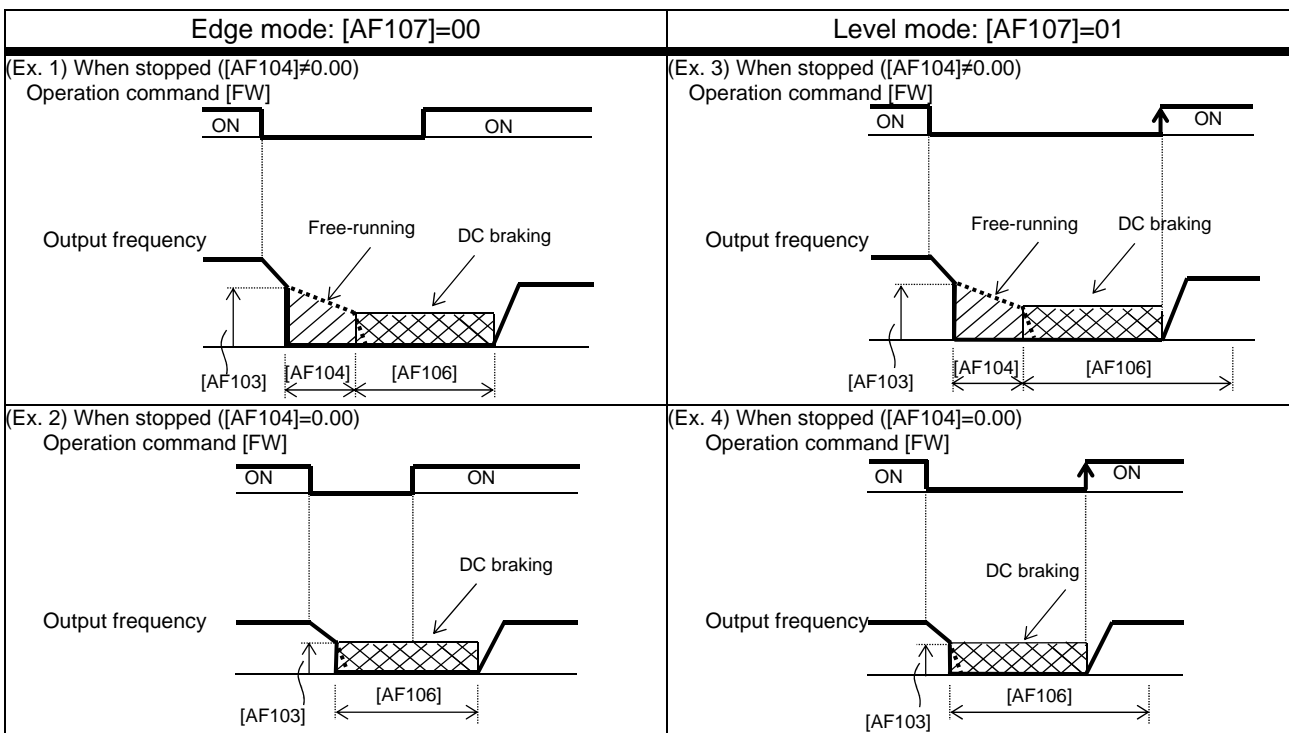 Edge mode: [AF107]=00
Level mode: [AF107]=01
(Ex. 1) When stopped ([AF104]≠0.00)
Operation command [FW]
ON
ON
Output frequency
Free-running
DC braking
[AF103]
[AF104]
[AF106]
(Ex. 3) When stopped ([AF104]≠0.00)
Operation command [FW]
ON
ON
Output frequency
Free-running
DC braking
[AF103]
[AF104]
[AF106]
(Ex. 2) When stopped ([AF104]=0.00)
Operation command [FW]
ON
ON
DC braking
Output frequency
[AF106]
[AF103]
(Ex. 4) When stopped ([AF104]=0.00)
Operation command [FW]
ON
ON
DC braking
Output frequency
[AF106]
[AF103]